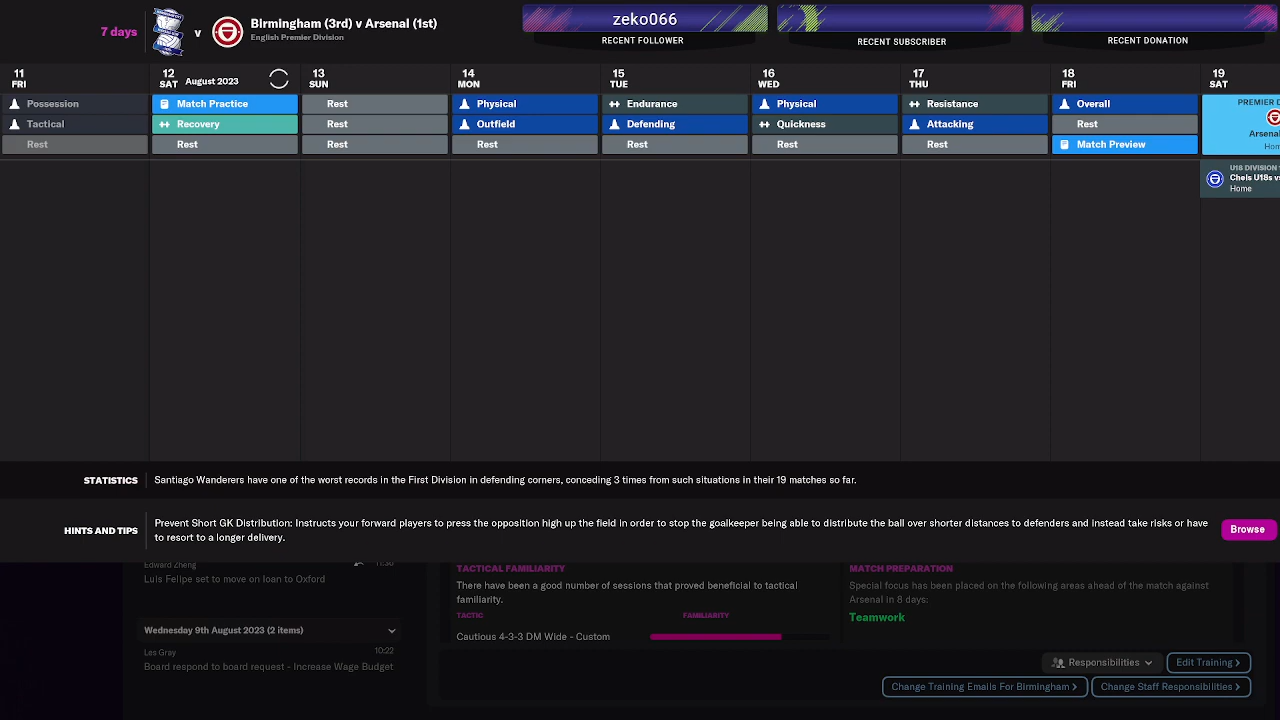 7 days
v
Birmingham (3rd) v Arsenal (1st)
English Premier Division
zeko066
RECENT FOLLOWER
RECENT SUBSCRIBER
RECENT DONATION
11
FRI
12
SAT
August 2023
13
SUN
14
MON
15
TUE
16
WED
17
THU
18
FRI
19
SAT
Possession
Match Practice
Rest
Physical
Endurance
Physical
Resistance
Overall
PREMIER D
Tactical
Recovery
Rest
Outfield
Defending
Quickness
Attacking
Rest
Arsenal
Rest
Rest
Rest
Rest
Rest
Rest
Rest
Match Preview
Hom
U18 DIVISION 1
Chels U18s vs
Home
STATISTICS
Santiago Wanderers have one of the worst records in the First Division in defending corners, conceding 3 times from such situations in their 19 matches so far.
HINTS AND TIPS
Prevent Short GK Distribution: Instructs your forward players to press the opposition high up the field in order to stop the goalkeeper being able to distribute the ball over shorter distances to defenders and instead take risks or have
to resort to a longer delivery.
Browse
Edward Zheng
11:30
Luis Felipe set to move on loan to Oxford
Wednesday 9th August 2023 (2 items)
Les Gray
10:22
Board respond to board request - Increase Wage Budget
TACTICAL FAMILIARITY
There have been a good number of sessions that proved beneficial to tactical
familiarity.
TACTIC
FAMILIARITY
Cautious 4-3-3 DM Wide - Custom
MATCH PREPARATION
Special focus has been placed on the following areas ahead of the match against
Arsenal in 8 days:
Teamwork
Responsibilities
Edit Training >
Change Training Emails For Birmingham >
Change Staff Responsibilities >